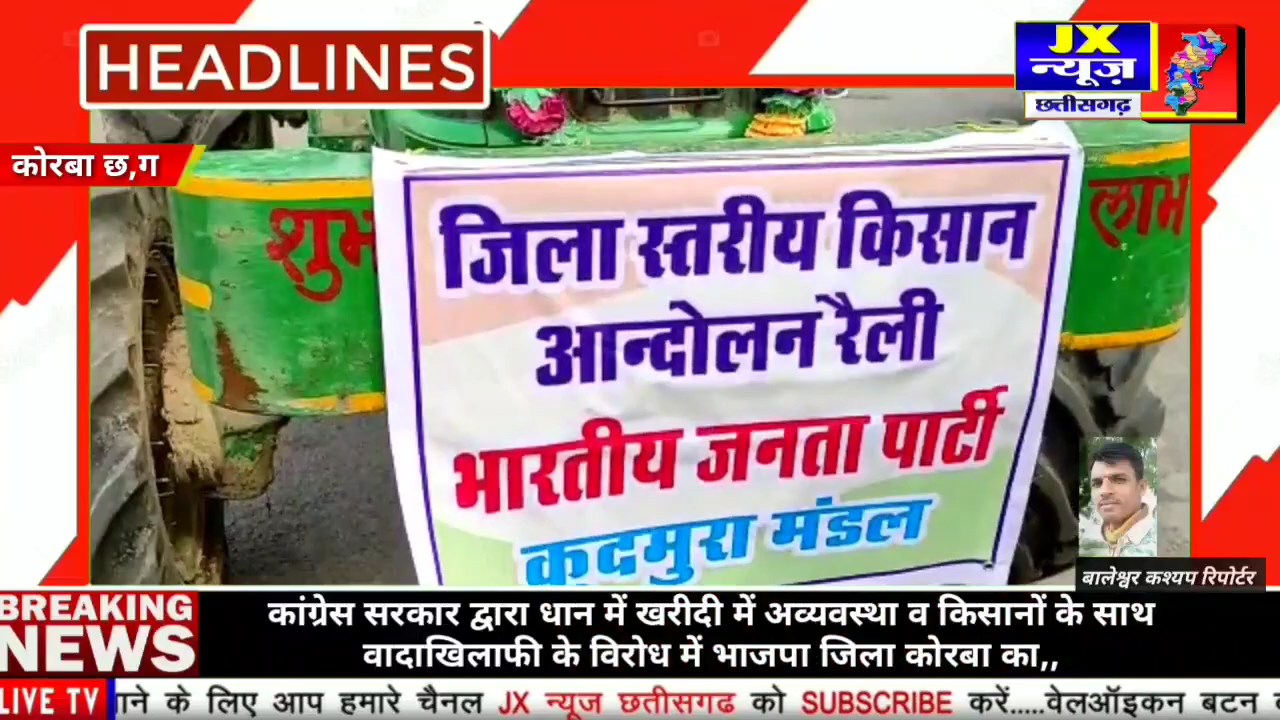 HEADLINES
JX
न्यूज़
छत्तीसगढ़
कोरबा छ,ग
शुभ
लाभ
जिला स्तरीय किसान
आन्दोलन रैली
भारतीय जनता पार्टी
कुदमुरा मंडल
बालेश्वर कश्यप रिपोर्टर
BREAKING
NEWS
कांग्रेस सरकार द्वारा धान में खरीदी में अव्यवस्था व किसानों के साथ
वादाखिलाफी के विरोध में भाजपा जिला कोरबा का,,
LIVE TV
ाने के लिए आप हमारे चैनल JX न्यूज छतीसगढ को SUBSCRIBE करें.....वेलऑइकन बटन